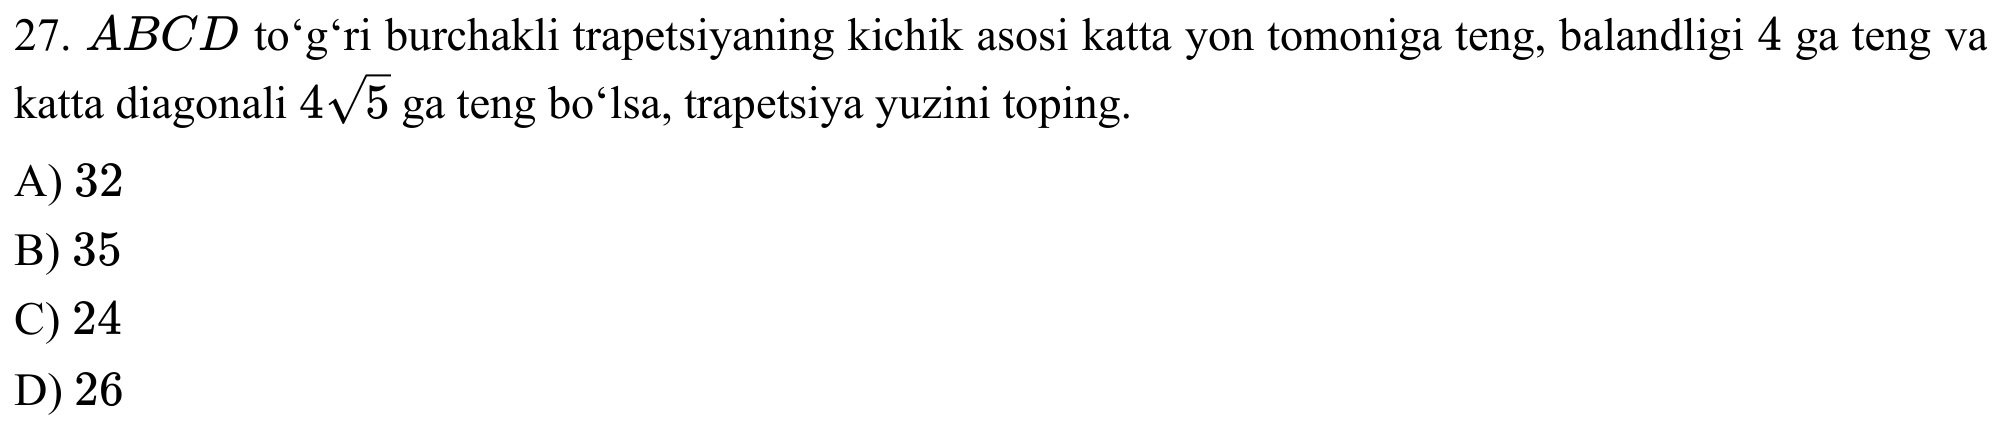 27. ABCD to‘g‘ri burchakli trapetsiyaning kichik asosi katta yon tomoniga teng, balandligi 4 ga teng va
katta diagonali 4√5 ga teng bo‘lsa, trapetsiya yuzini toping.
A) 32
B) 35
C) 24
D) 26